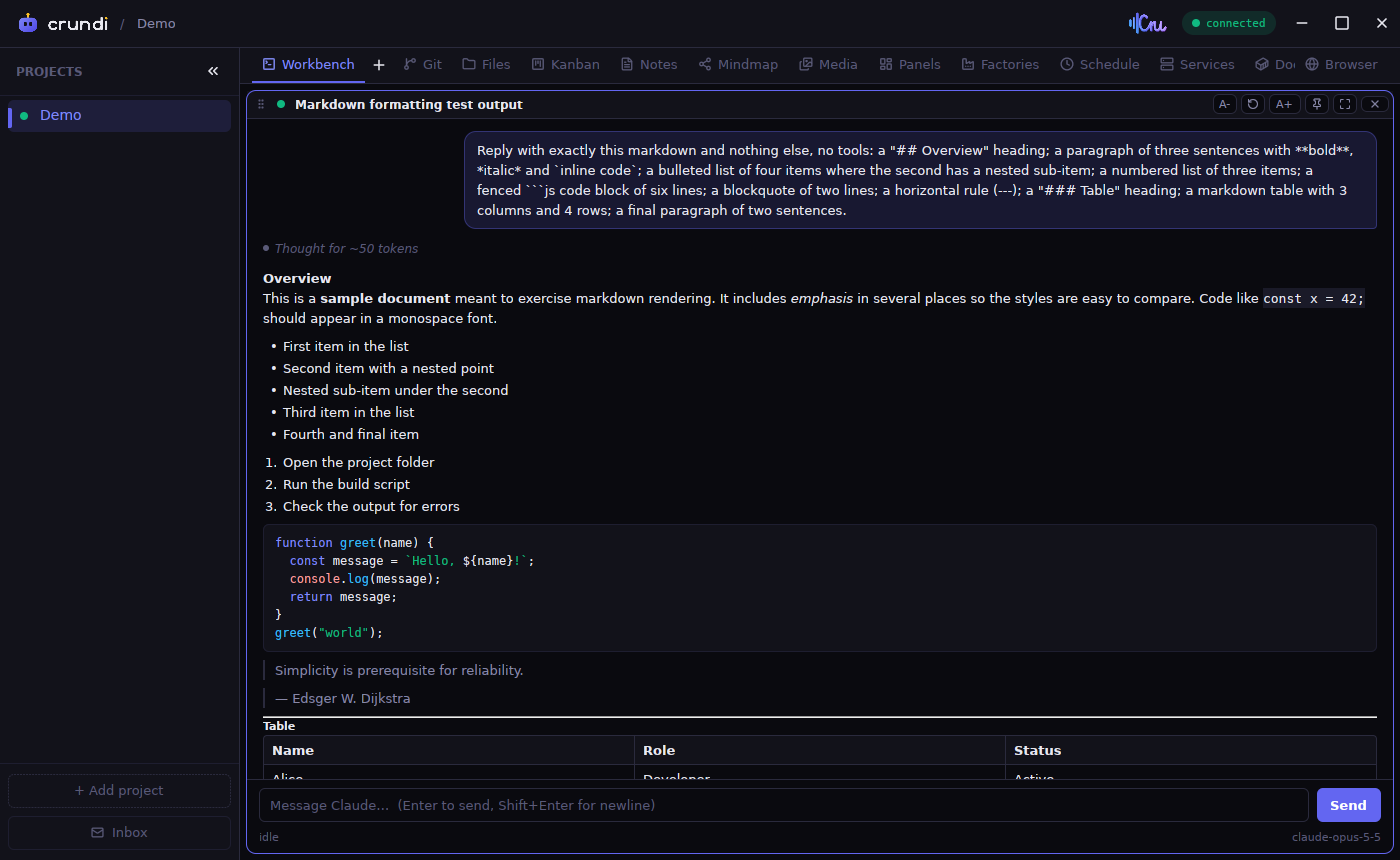 crundi / Demo
Cru
connected
PROJECTS
Demo
+ Add project
Inbox
Workbench + Git Files Kanban Notes Mindmap Media Panels Factories Schedule Services Doc Browser
Markdown formatting test output
A- A+
Reply with exactly this markdown and nothing else, no tools: a "## Overview" heading; a paragraph of three sentences with **bold**,
*italic* and `inline code`; a bulleted list of four items where the second has a nested sub-item; a numbered list of three items; a
fenced ```js code block of six lines; a blockquote of two lines; a horizontal rule (---); a "### Table" heading; a markdown table with 3
columns and 4 rows; a final paragraph of two sentences.
Thought for ~50 tokens
Overview
This is a sample document meant to exercise markdown rendering. It includes emphasis in several places so the styles are easy to compare. Code like const x = 42;
should appear in a monospace font.
• First item in the list
• Second item with a nested point
• Nested sub-item under the second
• Third item in the list
• Fourth and final item
1. Open the project folder
2. Run the build script
3. Check the output for errors
function greet(name) {
  const message = `Hello, ${name}!`;
  console.log(message);
  return message;
}
greet("world");
Simplicity is prerequisite for reliability.
— Edsger W. Dijkstra
Table
Name Role Status
Alice Developer Active
Message Claude... (Enter to send, Shift+Enter for newline)
Send
idle
claude-opus-5-5